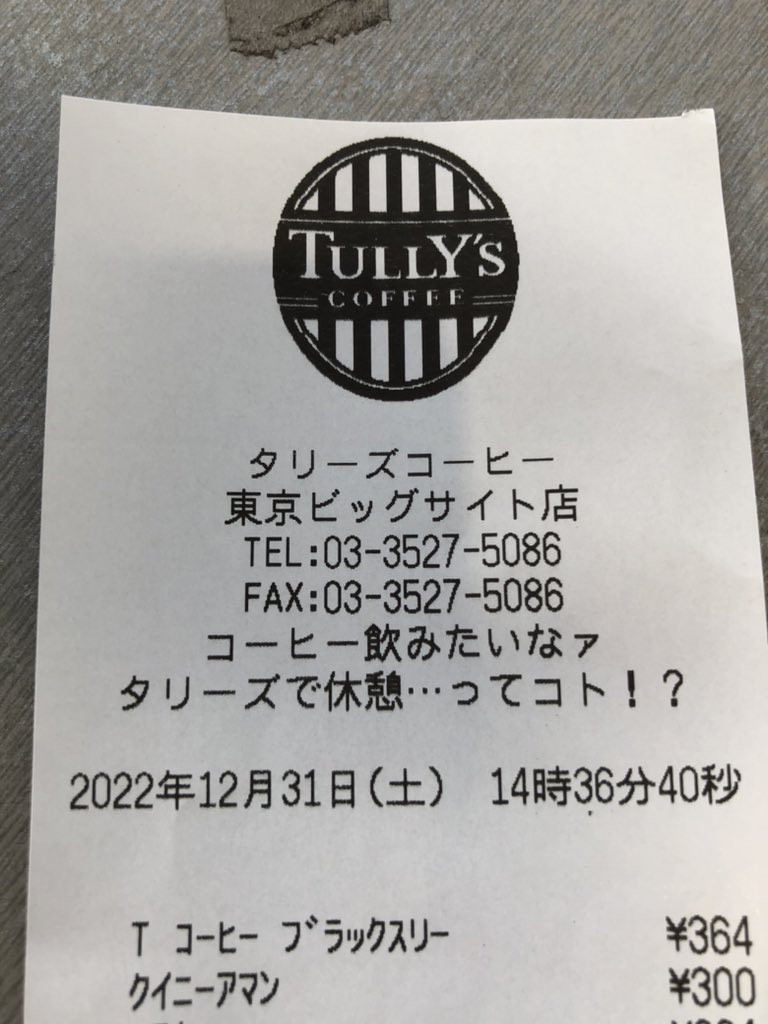 TULLY'S
COFFEE
タリーズコーヒー
東京ビッグサイト店
TEL:03-3527-5086
FAX:03-3527-5086
コーヒー飲みたいなァ
タリーズで休憩…ってコト!?
2022年12月31日(土) 14時36分40秒
T ｺｰﾋｰ ﾌﾞﾗｯｸｽﾘｰ ¥364
ｸｲﾆｰｱﾏﾝ ¥300